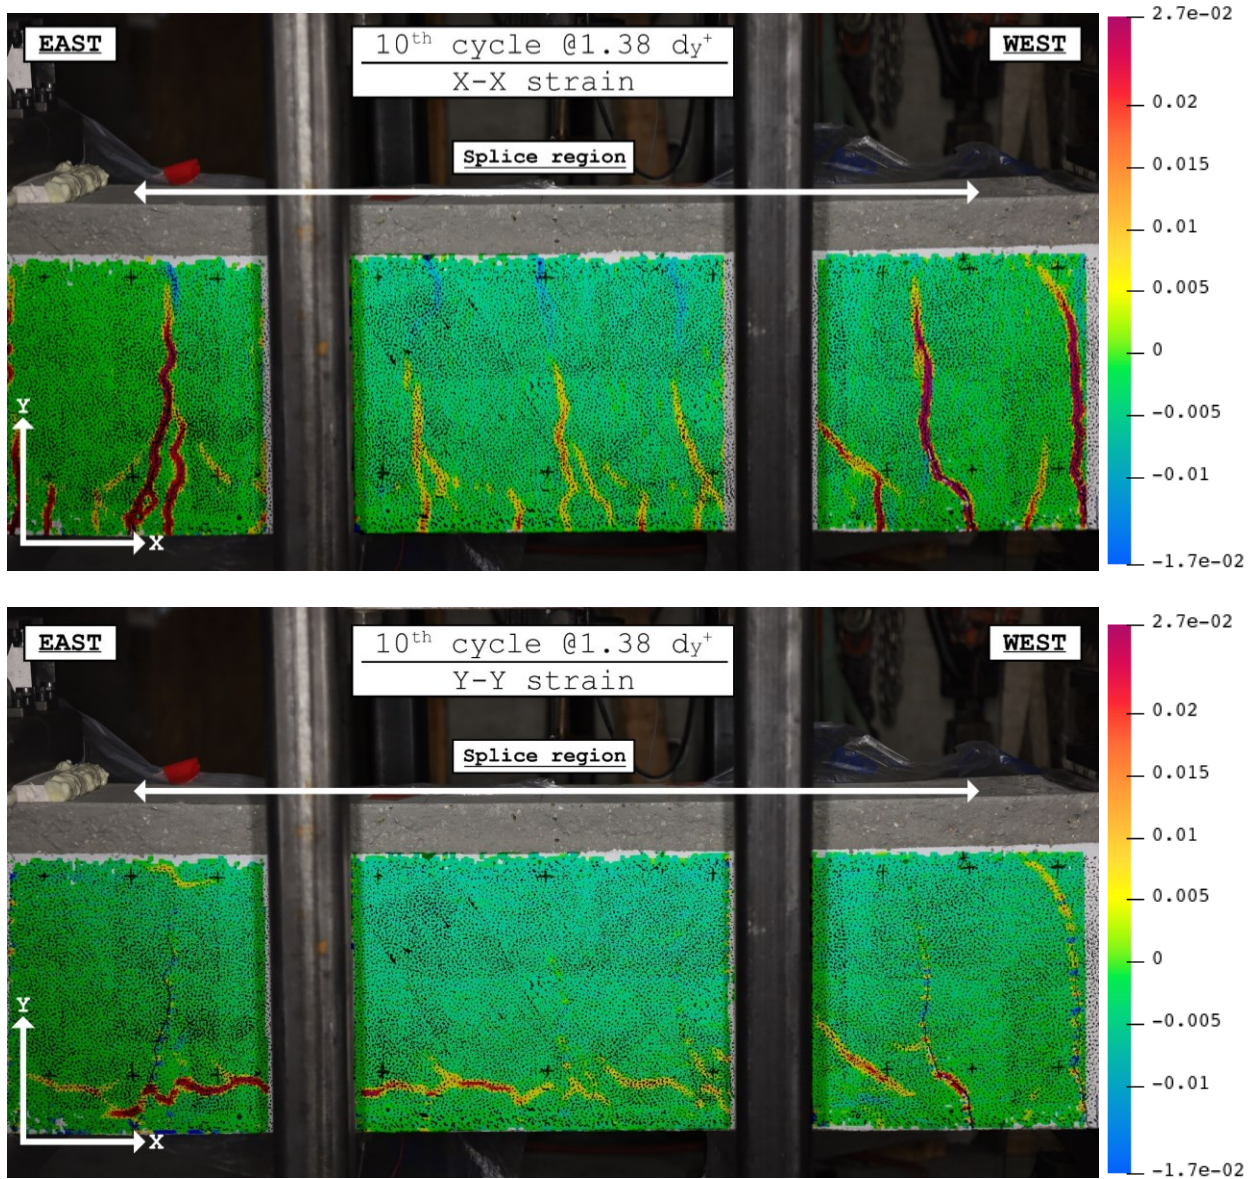 EAST
10th cycle @1.38 dy+
X-X strain
WEST
Splice region
Y
X
2.7e-02
0.02
0.015
0.01
0.005
0
-0.005
-0.01
-1.7e-02
EAST
10th cycle @1.38 dy+
Y-Y strain
WEST
Splice region
Y
X
2.7e-02
0.02
0.015
0.01
0.005
0
-0.005
-0.01
-1.7e-02